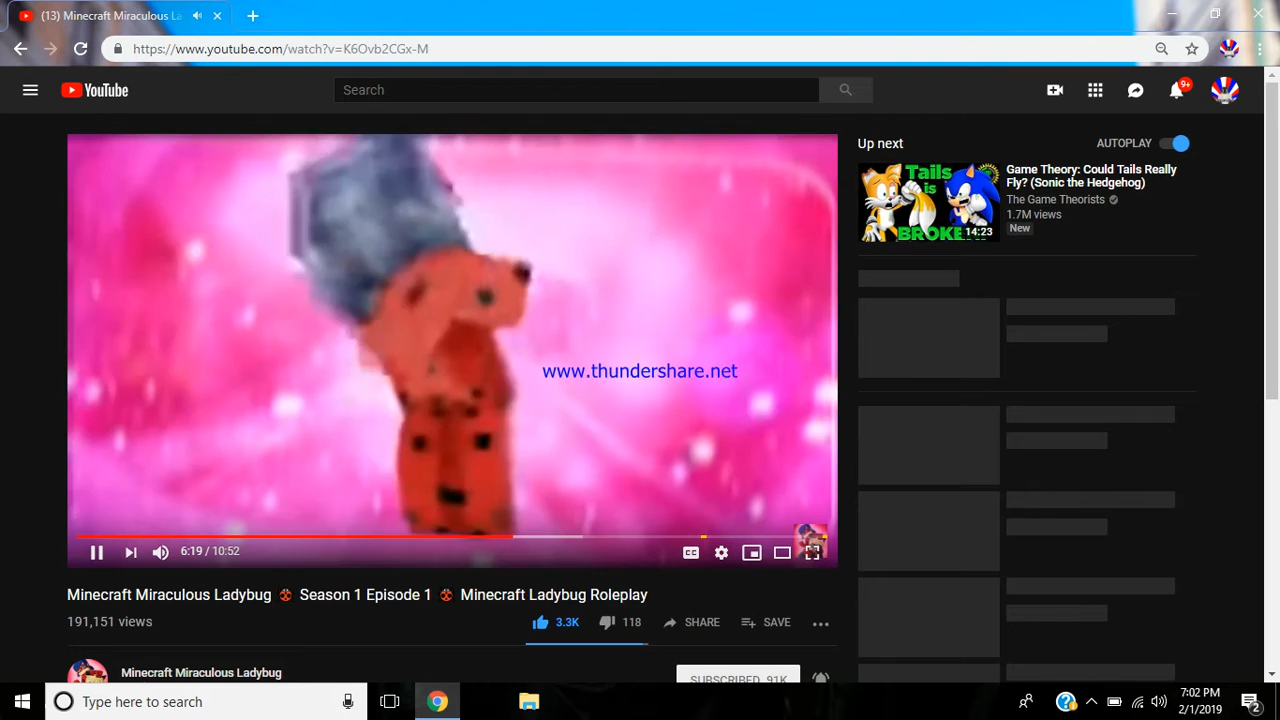 (13) Minecraft Miraculous La
https://www.youtube.com/watch?v=K6Ovb2CGx-M
YouTube
Search
9+
www.thundershare.net
6:19 / 10:52
CC
Minecraft Miraculous Ladybug 🐞 Season 1 Episode 1 🐞 Minecraft Ladybug Roleplay
191,151 views
3.3K
118
SHARE
SAVE
Minecraft Miraculous Ladybug
SUBSCRIBED 91K
Up next
AUTOPLAY
Tails
is
BROKEN
14:23
Game Theory: Could Tails Really
Fly? (Sonic the Hedgehog)
The Game Theorists
1.7M views
New
Type here to search
7:02 PM
2/1/2019
2